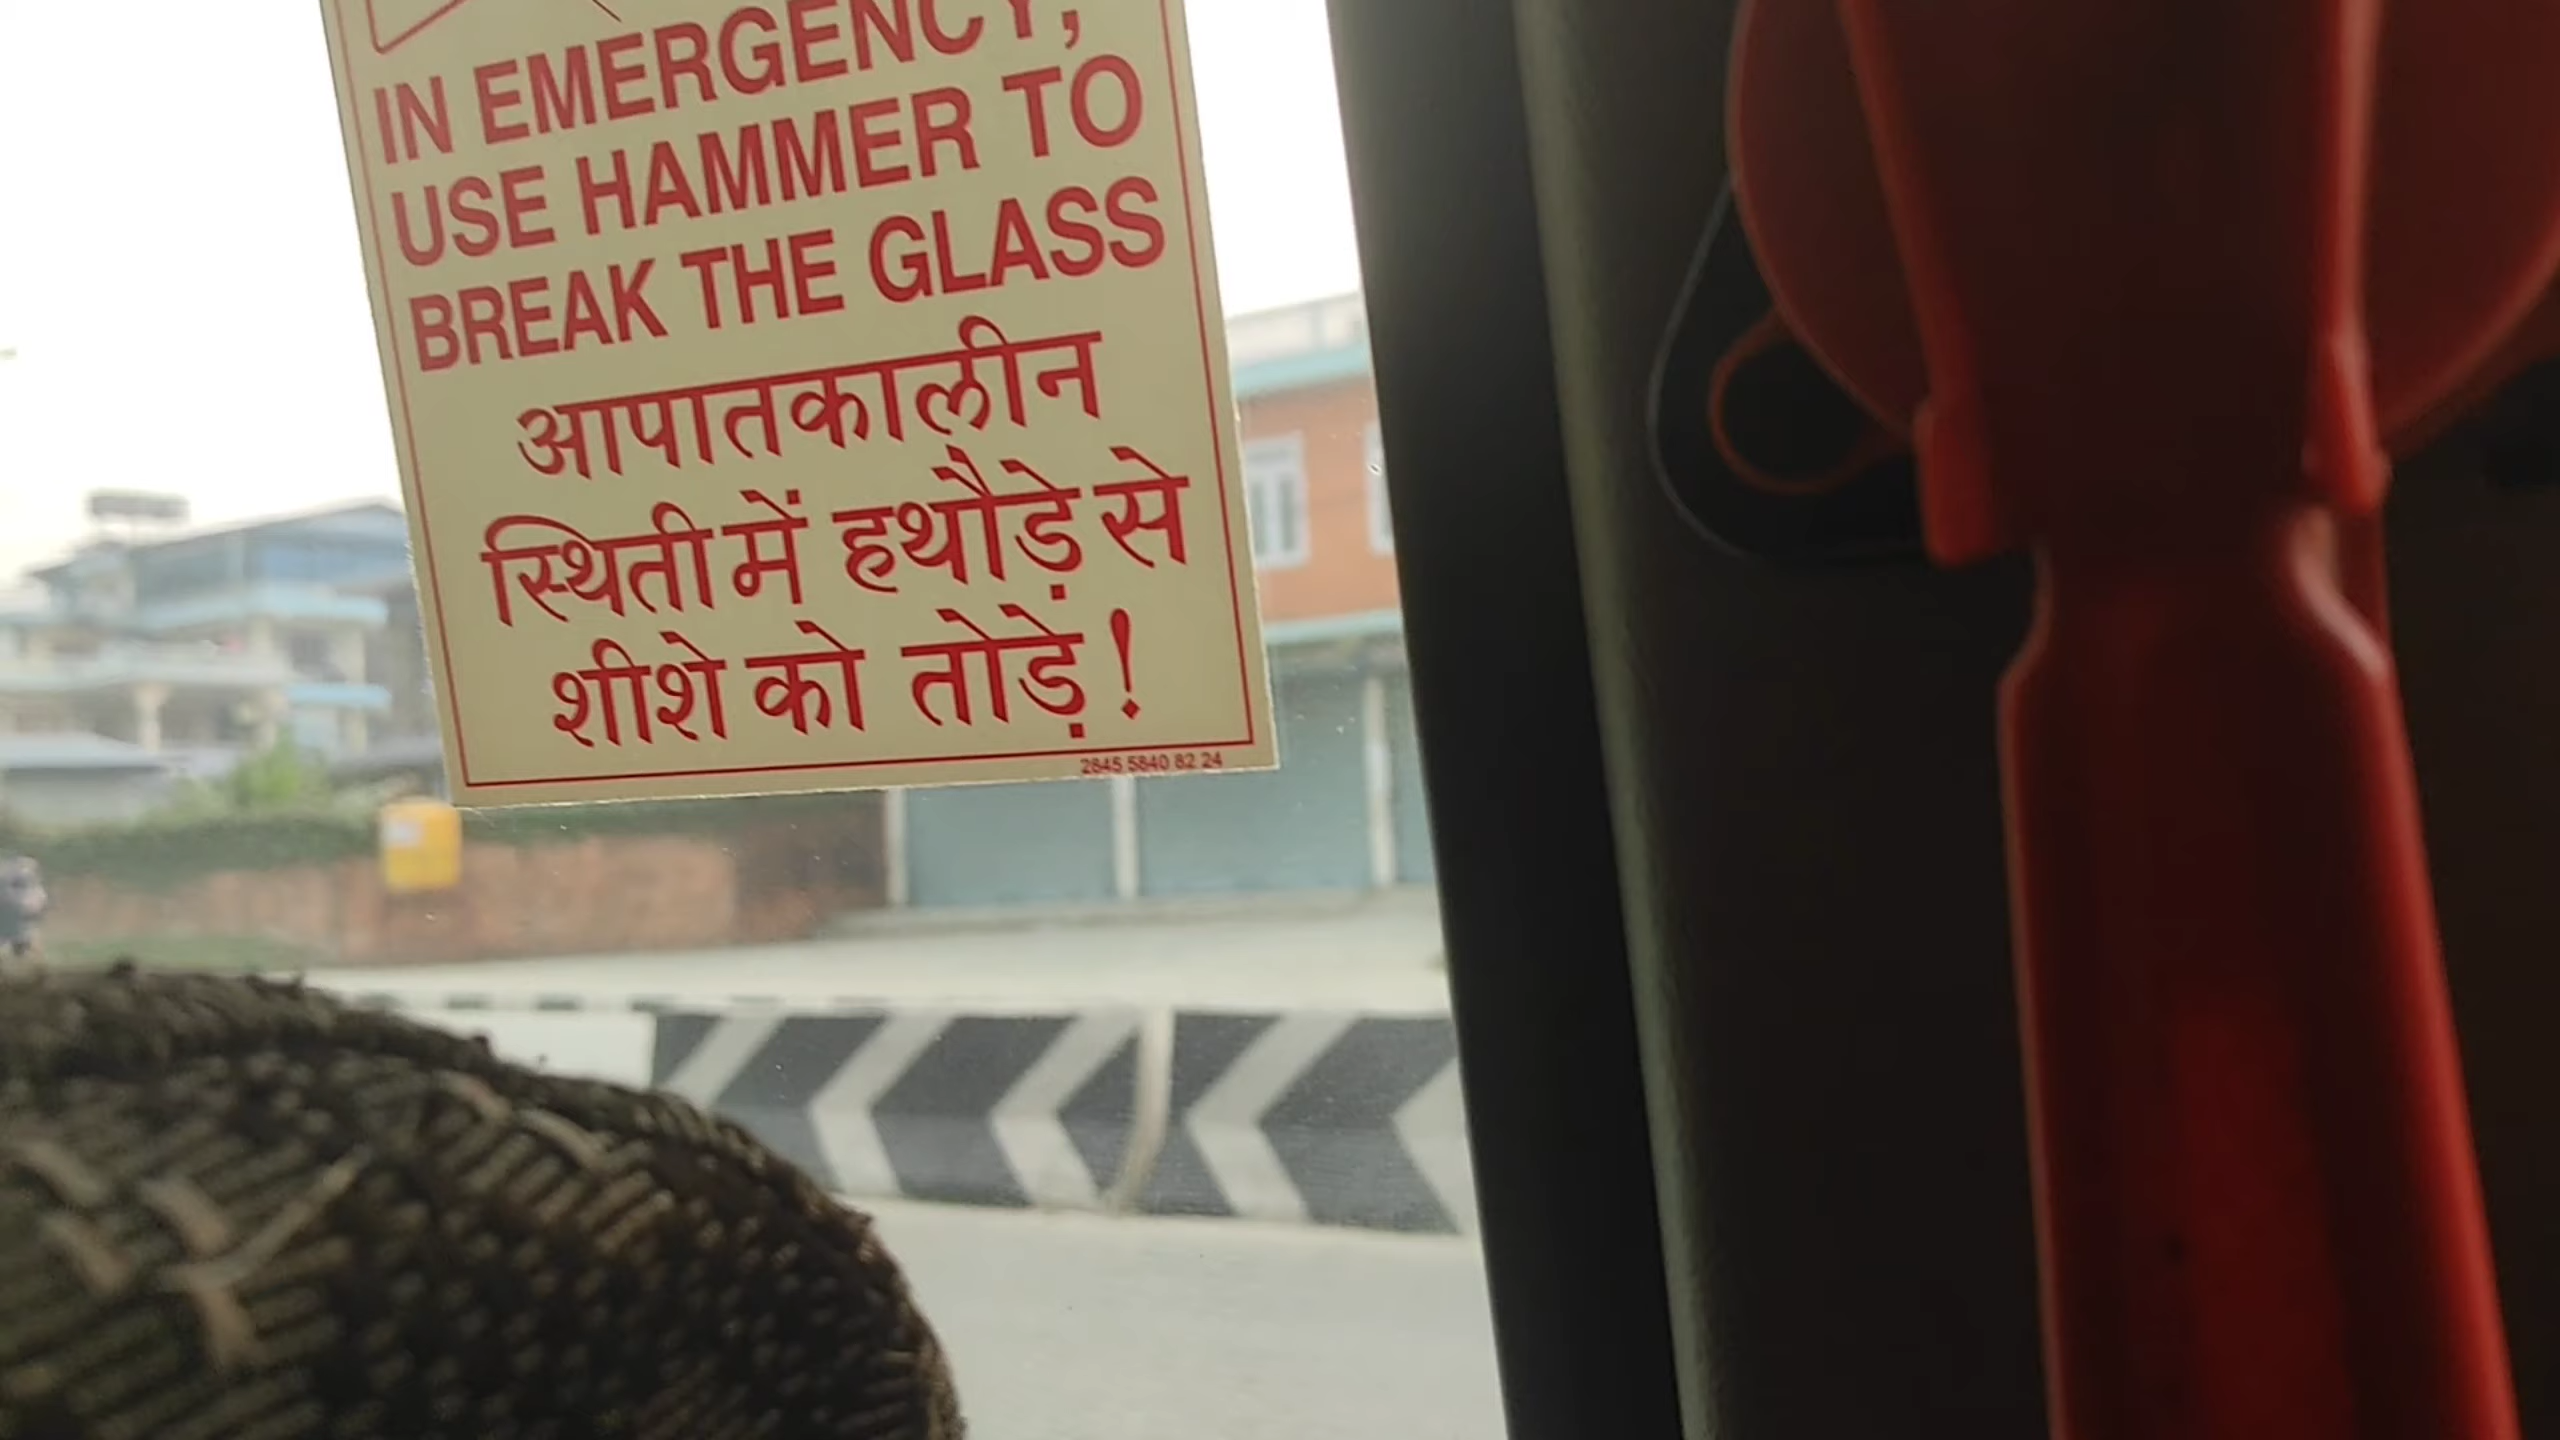 IN EMERGENCY,
USE HAMMER TO
BREAK THE GLASS
आपातकालीन
स्थिती में हथौड़े से
शीशे को तोड़े !
2845 5840 82 24